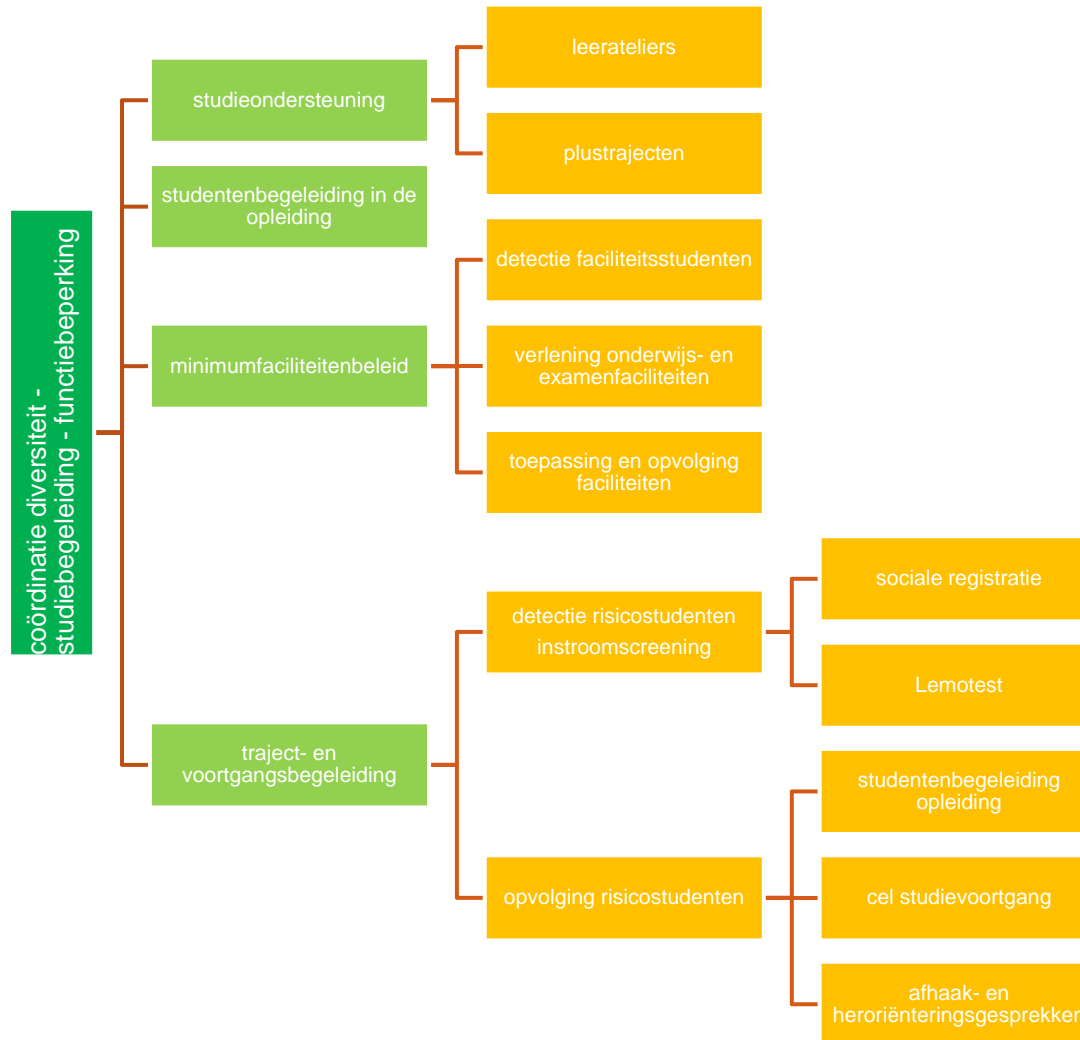 coördinatie diversiteit -
studiebegeleiding - functiebeperking
studieondersteuning
leerateliers
plustrajecten
studentenbegeleiding in de
opleiding
minimumfaciliteitenbeleid
detectie faciliteitsstudenten
verlening onderwijs- en
examenfaciliteiten
toepassing en opvolging
faciliteiten
traject- en
voortgangsbegeleiding
detectie risicostudenten
instroomscreening
sociale registratie
Lemotest
opvolging risicostudenten
studentenbegeleiding
opleiding
cel studievoortgang
afhaak- en
heroriënteringsgesprekken